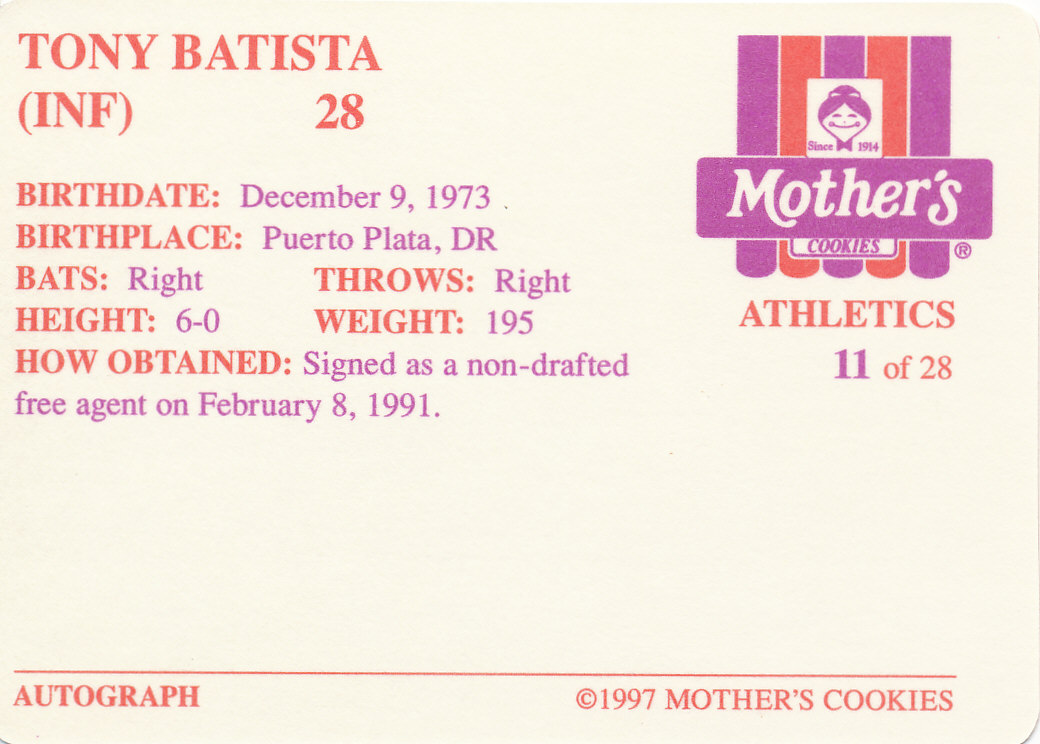 TONY BATISTA
(INF) 28
BIRTHDATE: December 9, 1973
BIRTHPLACE: Puerto Plata, DR
BATS: Right THROWS: Right
HEIGHT: 6-0 WEIGHT: 195
HOW OBTAINED: Signed as a non-drafted
free agent on February 8, 1991.
Since 1914
Mother's
COOKIES ®
ATHLETICS
11 of 28
AUTOGRAPH ©1997 MOTHER'S COOKIES